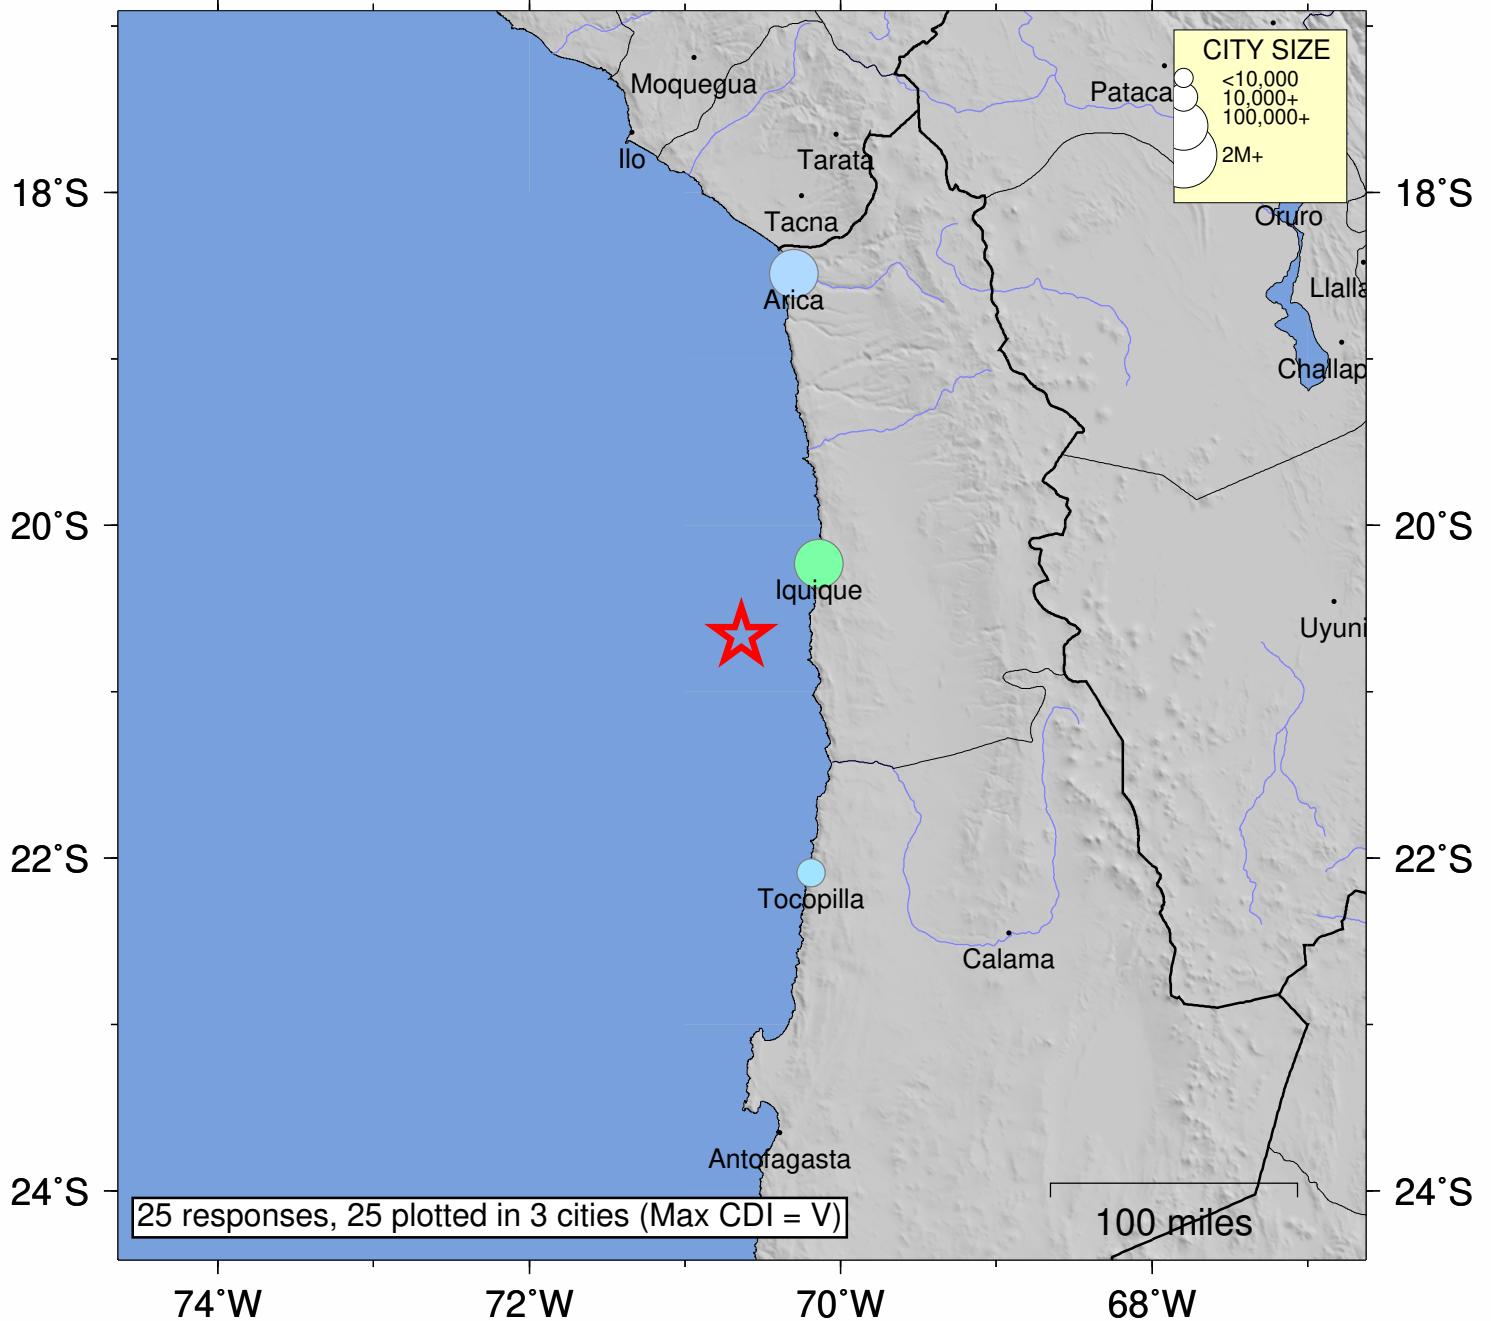 CITY SIZE
<10,000
10,000+
100,000+
2M+
Moquegua
Pataca
Ilo
Tarata
18°S
18°S
Tacna
Oruro
Arica
Llalla
Challap
20°S
20°S
Iquique
Uyuni
22°S
22°S
Tocopilla
Calama
Antofagasta
24°S
24°S
25 responses, 25 plotted in 3 cities (Max CDI = V)
100 miles
74°W
72°W
70°W
68°W